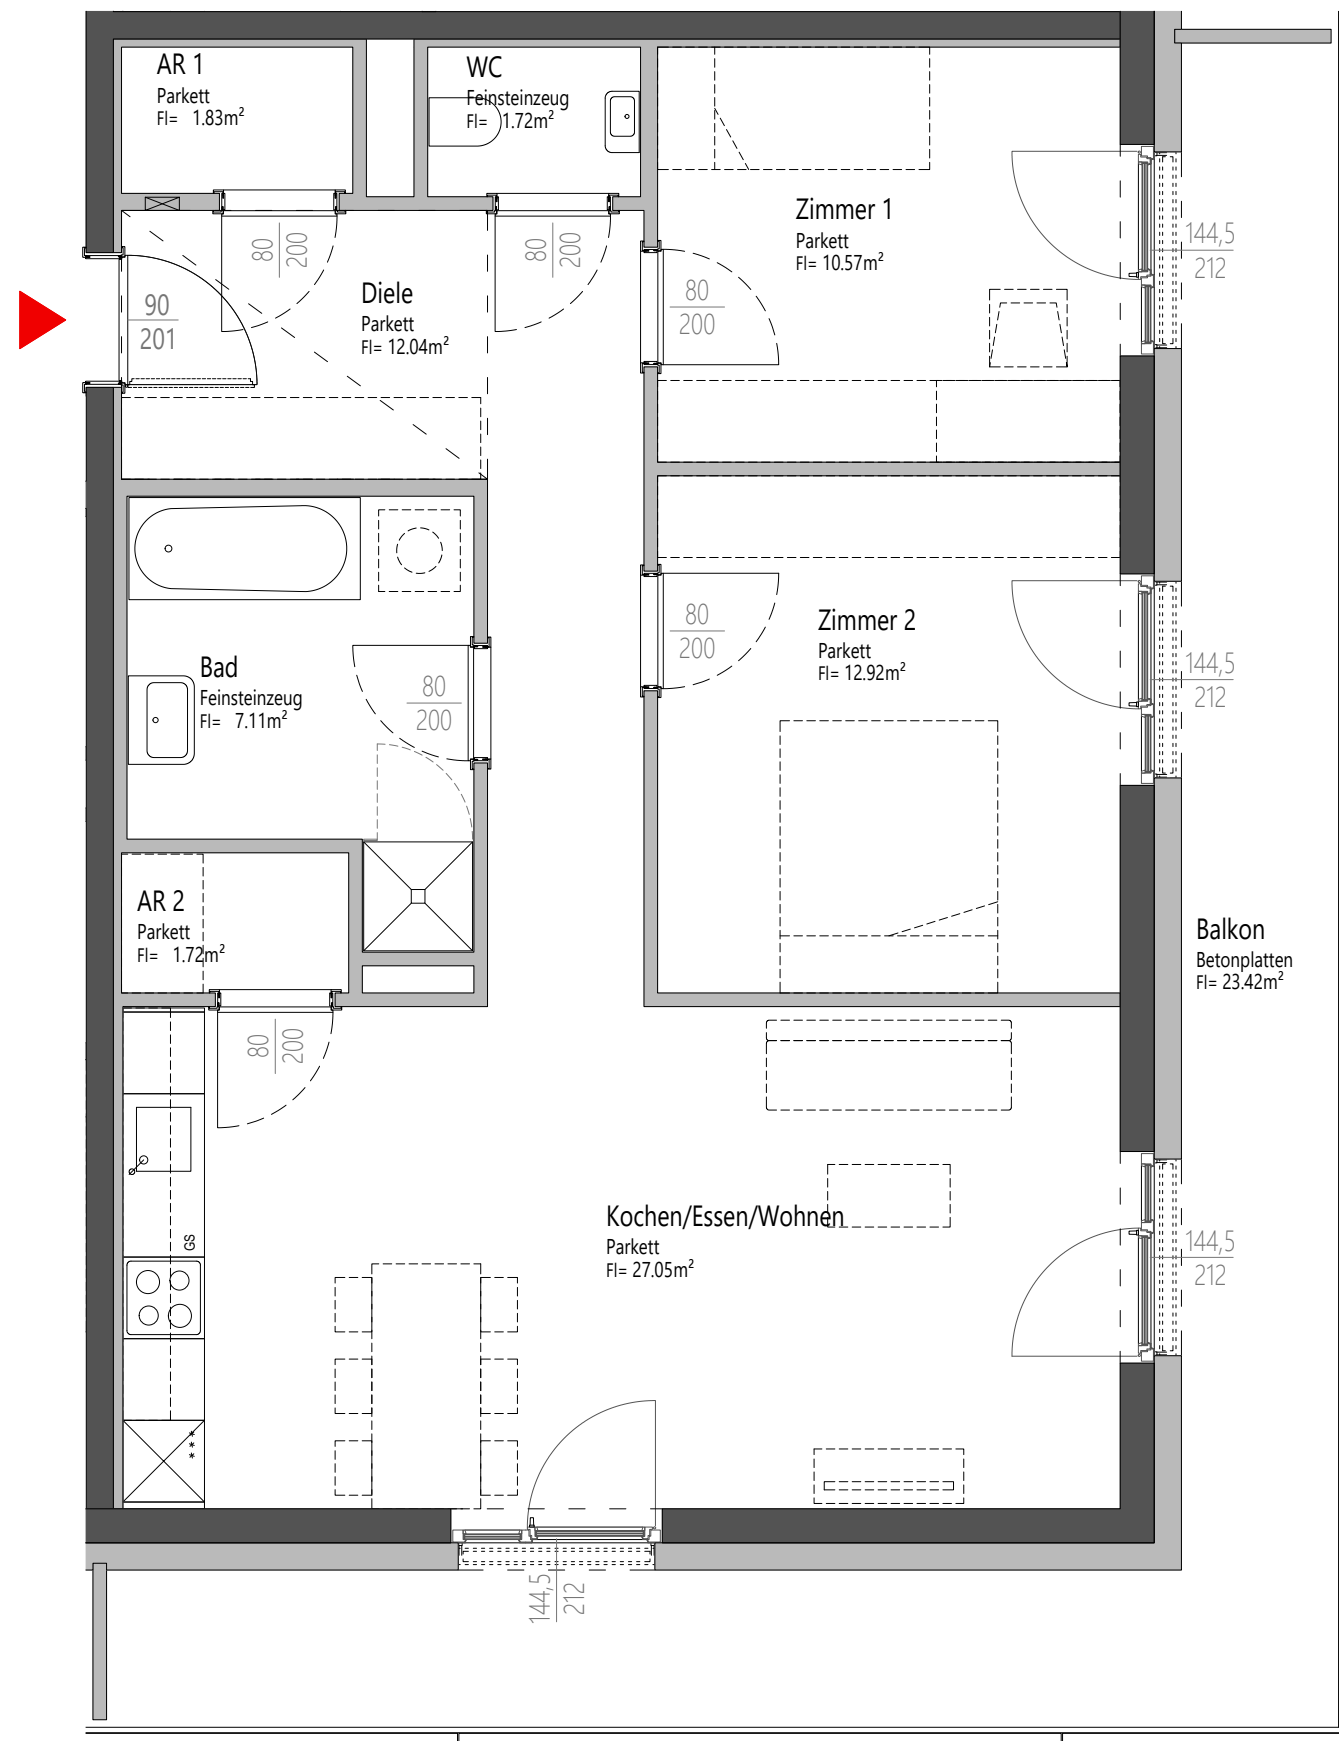 AR 1
Parkett
Fl= 1.83m²
WC
Feinsteinzeug
Fl= 1.72m²
Zimmer 1
Parkett
Fl= 10.57m²
144,5
212
80
200
80
200
Diele
Parkett
Fl= 12.04m²
90
201
80
200
80
200
Zimmer 2
Parkett
Fl= 12.92m²
144,5
212
Bad
Feinsteinzeug
Fl= 7.11m²
80
200
AR 2
Parkett
Fl= 1.72m²
Balkon
Betonplatten
Fl= 23.42m²
80
200
GS
Kochen/Essen/Wohnen
Parkett
Fl= 27.05m²
144,5
212
***
144,5
212